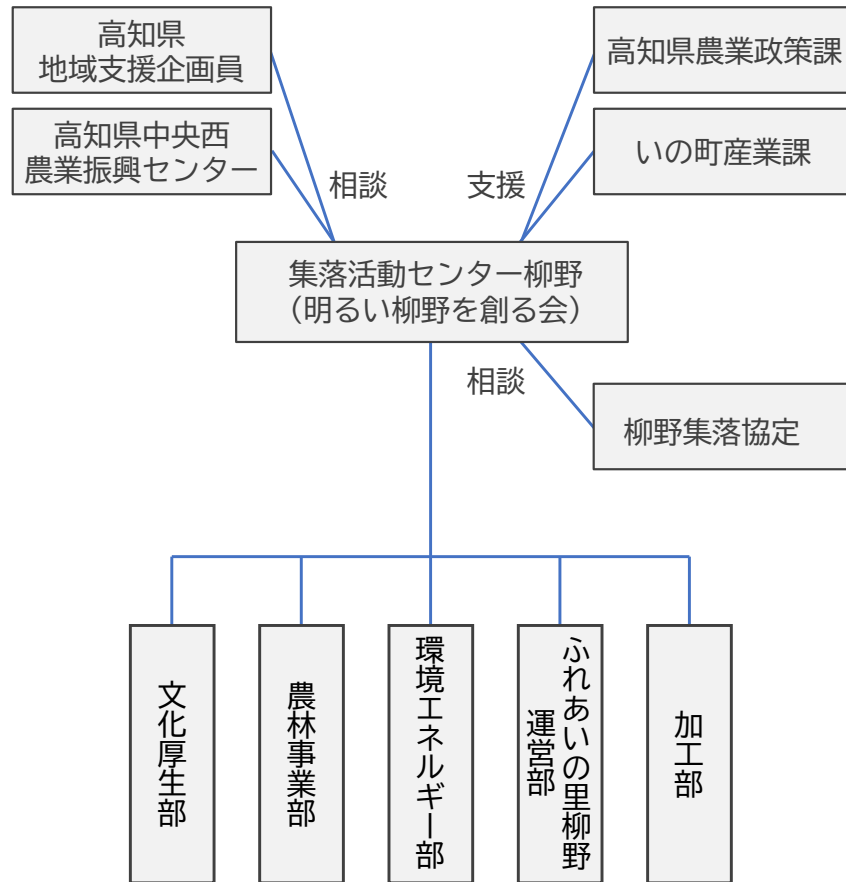 高知県
地域支援企画員
高知県農業政策課
高知県中央西
農業振興センター
いの町産業課
相談
支援
集落活動センター柳野
（明るい柳野を創る会）
相談
柳野集落協定
文化厚生部
農林事業部
環境エネルギー部
ふれあいの里柳野
運営部
加工部